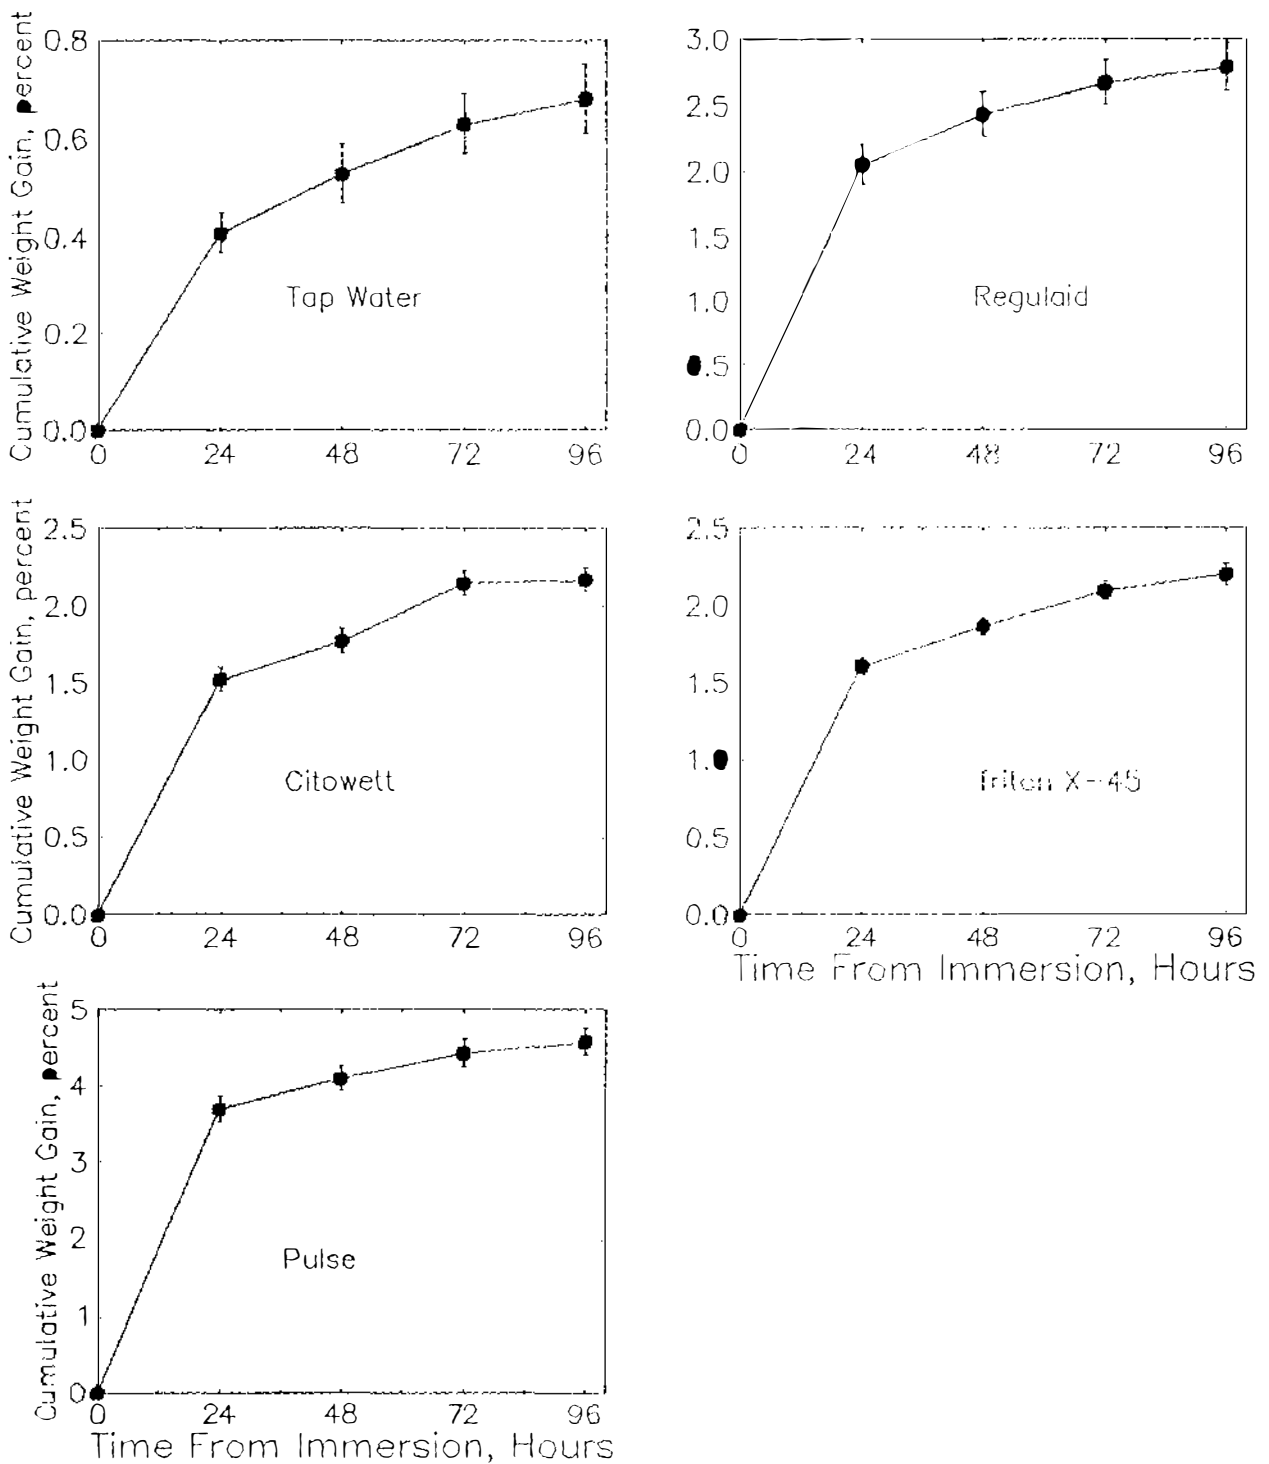 Cumulative Weight Gain, percent
0.8
0.6
0.4
0.2
0.0
0 24 48 72 96
Tap Water
3.0
2.5
2.0
1.5
1.0
.5
0.0
0 24 48 72 96
Regulaid
Cumulative Weight Gain, percent
2.5
2.0
1.5
1.0
0.5
0.0
0 24 48 72 96
Citowett
2.5
2.0
1.5
1.0
0.5
0.0
0 24 48 72 96
Triton X-45
Time From Immersion, Hours
Cumulative Weight Gain, percent
5
4
3
2
1
0
0 24 48 72 96
Pulse
Time From Immersion, Hours